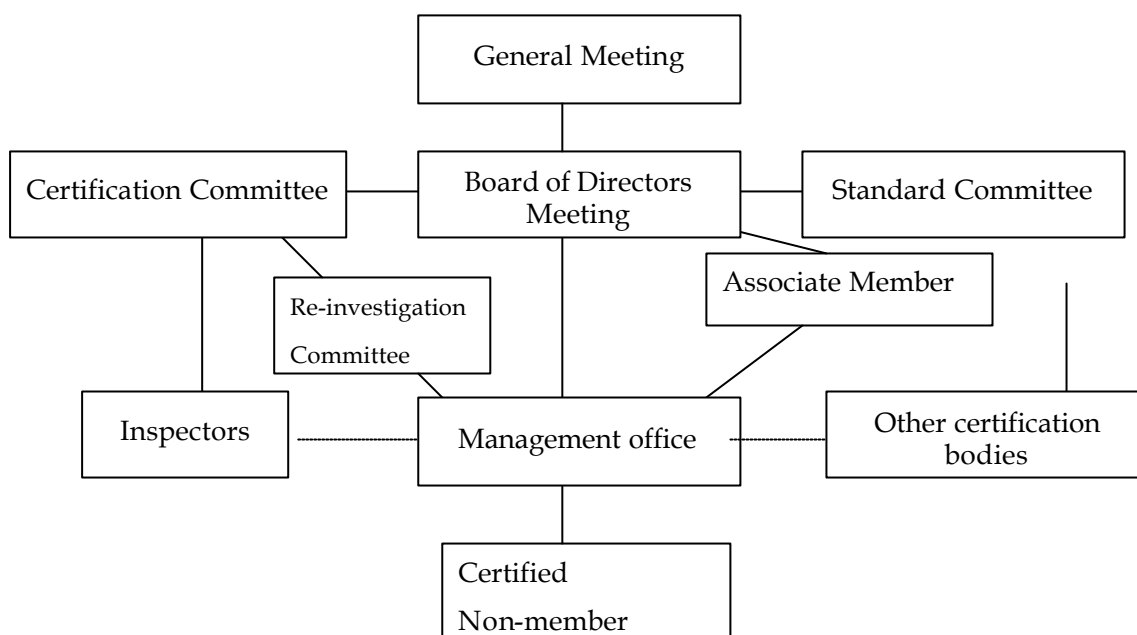 General Meeting
Certification Committee
Board of Directors
Meeting
Standard Committee
Associate Member
Re-investigation
Committee
Inspectors
Management office
Other certification
bodies
Certified
Non-member